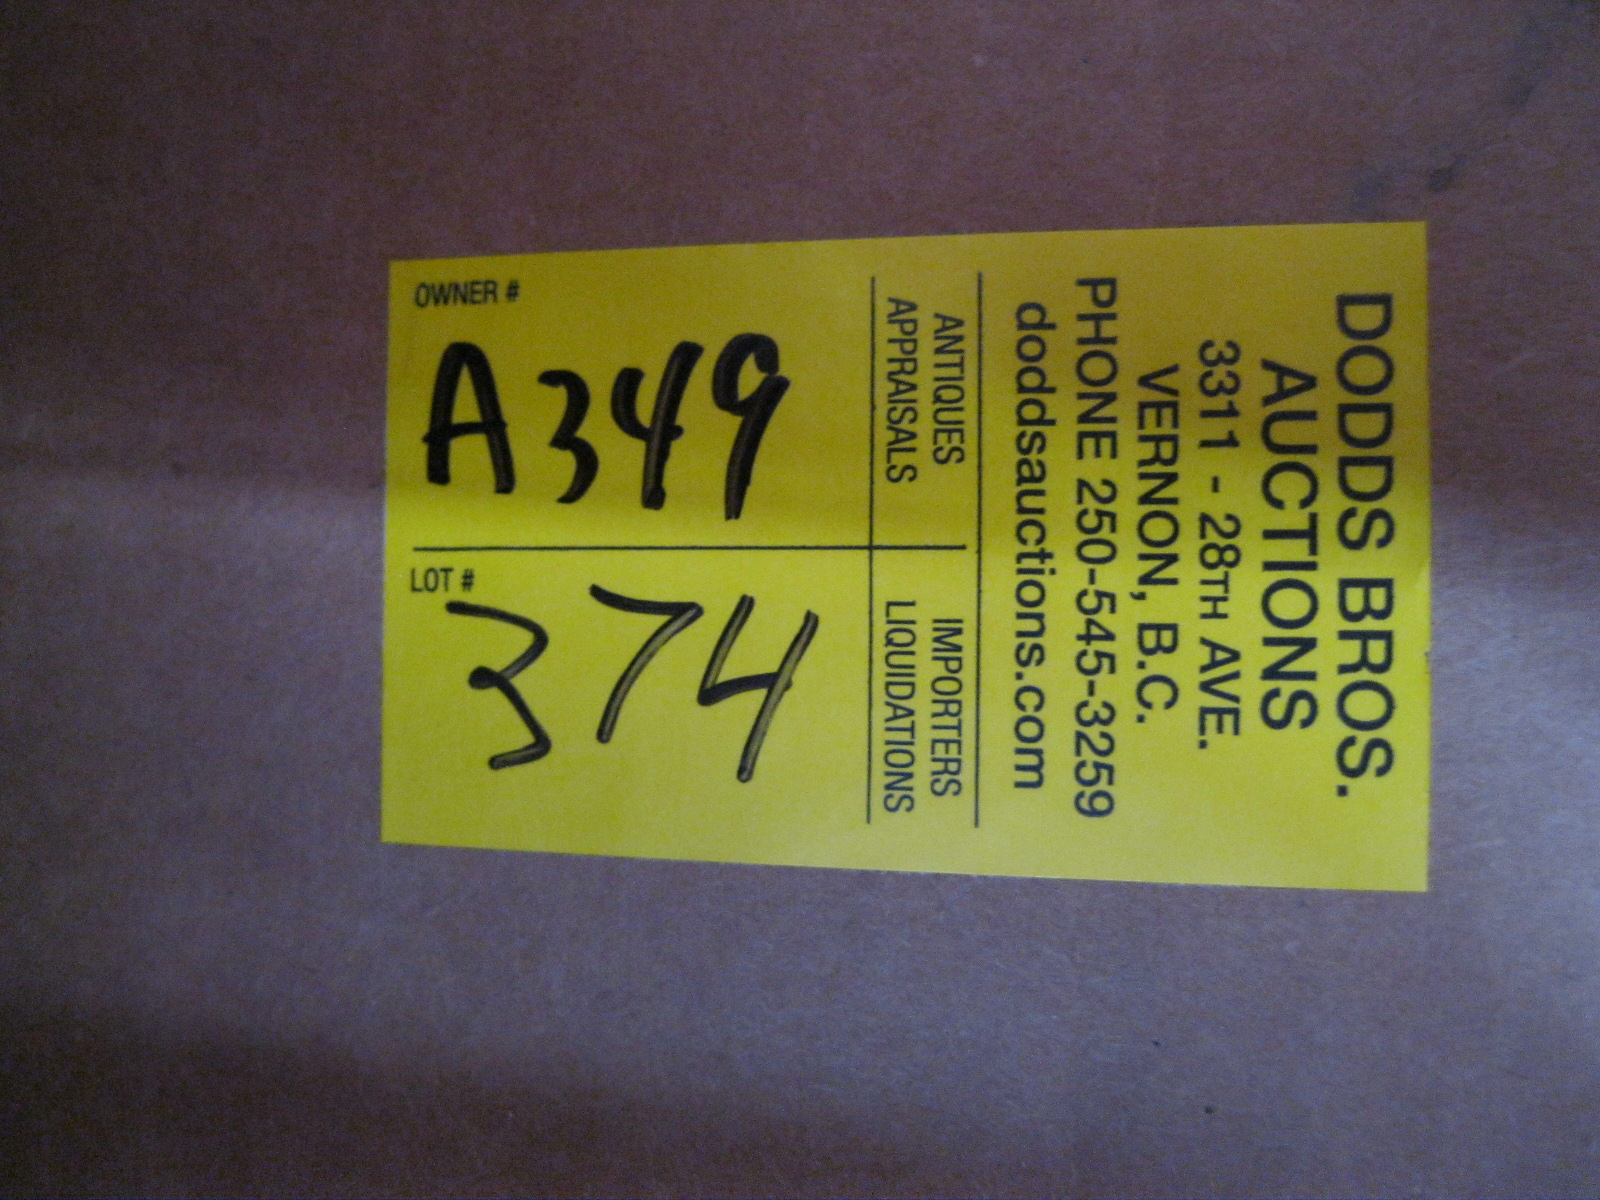 DODDS BROS.
AUCTIONS
3311 - 28TH AVE.
VERNON, B.C.
PHONE 250-545-3259
doddsauctions.com
ANTIQUES
APPRAISALS
IMPORTERS
LIQUIDATIONS
OWNER #
A349
LOT #
374